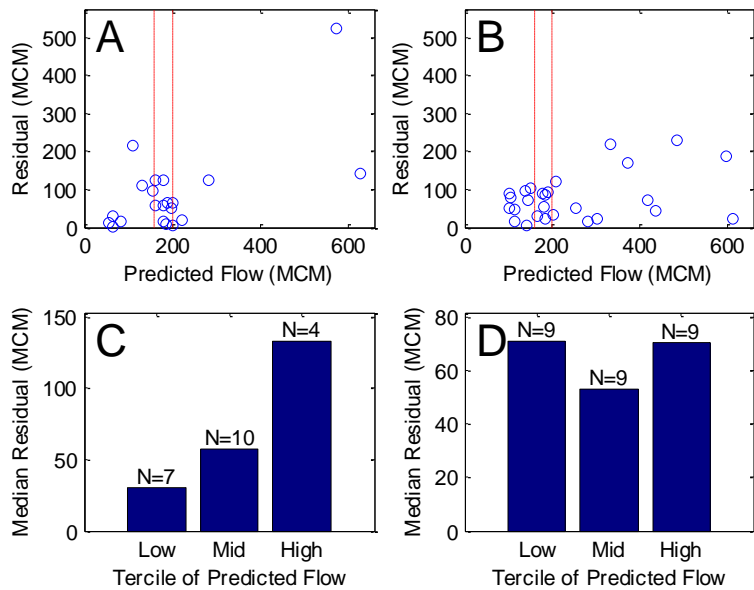 A
B
Residual (MCM)
500
400
300
200
100
0
0
200
400
600
Predicted Flow (MCM)
Residual (MCM)
500
400
300
200
100
0
0
200
400
600
Predicted Flow (MCM)
C
Median Residual (MCM)
150
100
50
0
N=7
N=10
N=4
Low Mid High
Tercile of Predicted Flow
D
Median Residual (MCM)
80
60
40
20
0
N=9
N=9
N=9
Low Mid High
Tercile of Predicted Flow